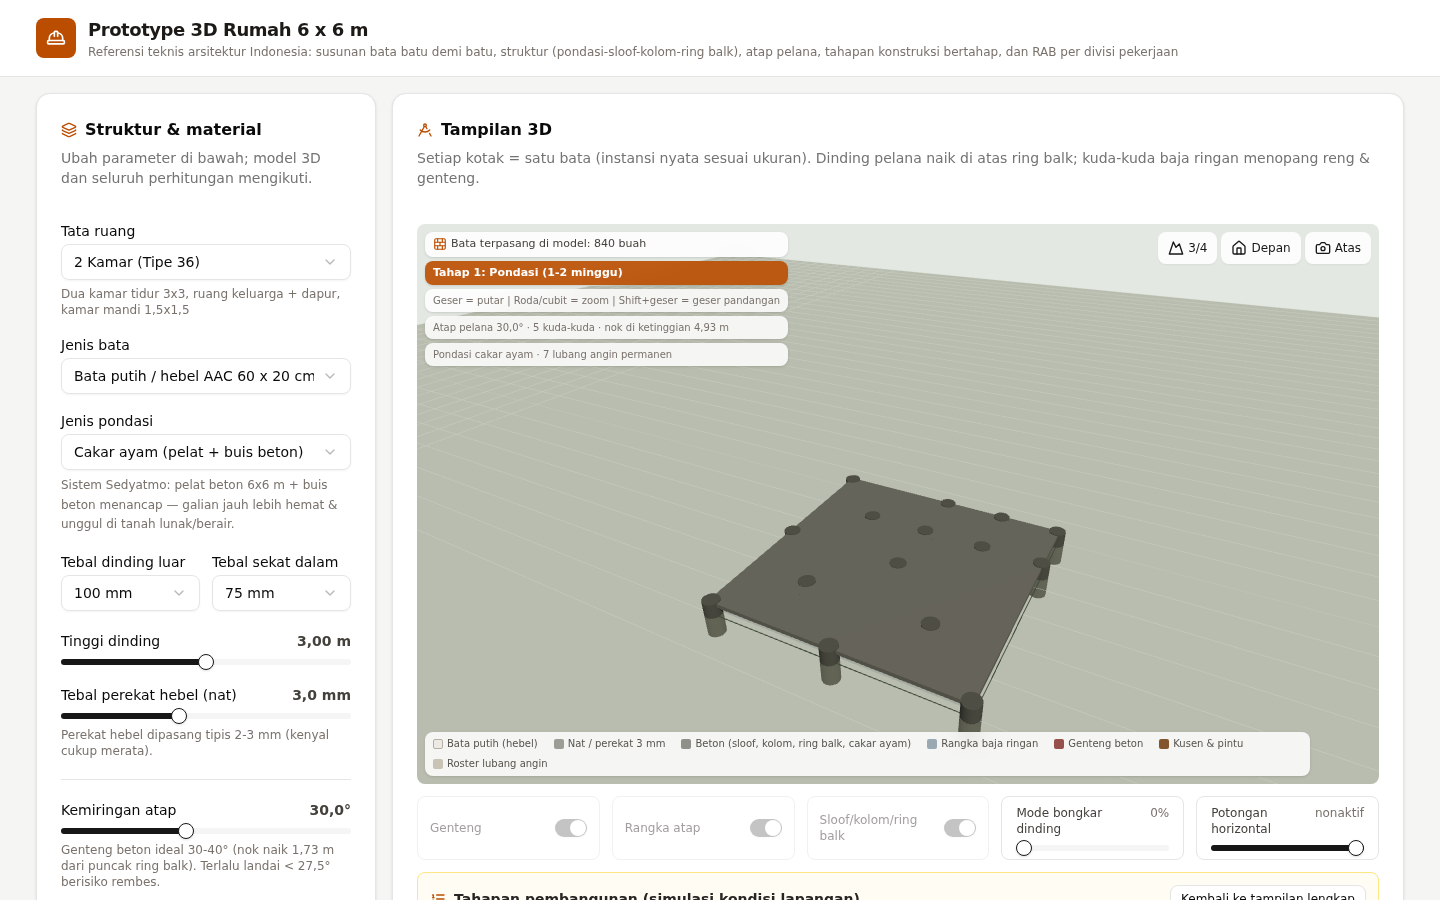 Prototype 3D Rumah 6 x 6 m
Referensi teknis arsitektur Indonesia: susunan bata batu demi batu, struktur (pondasi-sloof-kolom-ring balk), atap pelana, tahapan konstruksi bertahap, dan RAB per divisi pekerjaan
Struktur & material
Ubah parameter di bawah; model 3D
dan seluruh perhitungan mengikuti.
Tata ruang
2 Kamar (Tipe 36)
Dua kamar tidur 3x3, ruang keluarga + dapur,
kamar mandi 1,5x1,5
Jenis bata
Bata putih / hebel AAC 60 x 20 cm
Jenis pondasi
Cakar ayam (pelat + buis beton)
Sistem Sedyatmo: pelat beton 6x6 m + buis
beton menancap — galian jauh lebih hemat &
unggul di tanah lunak/berair.
Tebal dinding luar
Tebal sekat dalam
100 mm
75 mm
Tinggi dinding
3,00 m
Tebal perekat hebel (nat)
3,0 mm
Perekat hebel dipasang tipis 2-3 mm (kenyal
cukup merata).
Kemiringan atap
30,0°
Genteng beton ideal 30-40° (nok naik 1,73 m
dari puncak ring balk). Terlalu landai < 27,5°
berisiko rembes.
Tampilan 3D
Setiap kotak = satu bata (instansi nyata sesuai ukuran). Dinding pelana naik di atas ring balk; kuda-kuda baja ringan menopang reng &
genteng.
Bata terpasang di model: 840 buah
Tahap 1: Pondasi (1-2 minggu)
Geser = putar | Roda/cubit = zoom | Shift+geser = geser pandangan
Atap pelana 30,0° · 5 kuda-kuda · nok di ketinggian 4,93 m
Pondasi cakar ayam · 7 lubang angin permanen
3/4
Depan
Atas
Bata putih (hebel)
Nat / perekat 3 mm
Beton (sloof, kolom, ring balk, cakar ayam)
Rangka baja ringan
Genteng beton
Kusen & pintu
Roster lubang angin
Genteng
Rangka atap
Sloof/kolom/ring
balk
Mode bongkar
dinding
0%
Potongan
horizontal
nonaktif
Tahapan pembangunan (simulasi kondisi lapangan)
Kembali ke tampilan lengkap